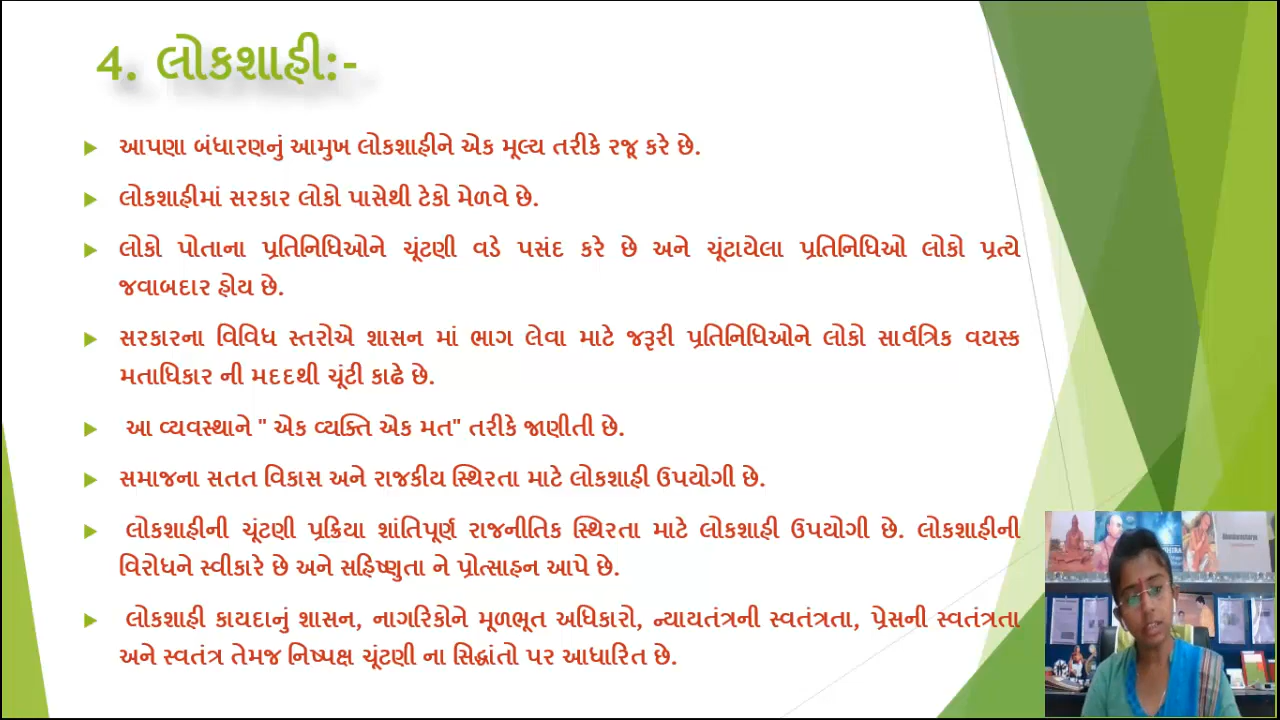 4. લોકશાહી:-
આપણા બંધારણનું આમુખ લોકશાહીને એક મૂલ્ય તરીકે રજૂ કરે છે.
લોકશાહીમાં સરકાર લોકો પાસેથી ટેકો મેળવે છે.
લોકો પોતાના પ્રતિનિધિઓને ચૂંટણી વડે પસંદ કરે છે અને ચૂંટાયેલા પ્રતિનિધિઓ લોકો પ્રત્યે
જવાબદાર હોય છે.
સરકારના વિવિધ સ્તરોએ શાસન માં ભાગ લેવા માટે જરૂરી પ્રતિનિધિઓને લોકો સાર્વત્રિક વયસ્ક
મતાધિકાર ની મદદથી ચૂંટી કાઢે છે.
આ વ્યવસ્થાને " એક વ્યક્તિ એક મત" તરીકે જાણીતી છે.
સમાજના સતત વિકાસ અને રાજકીય સ્થિરતા માટે લોકશાહી ઉપયોગી છે.
લોકશાહીની ચૂંટણી પ્રક્રિયા શાંતિપૂર્ણ રાજનીતિક સ્થિરતા માટે લોકશાહી ઉપયોગી છે. લોકશાહીની
વિરોધને સ્વીકારે છે અને સહિષ્ણુતા ને પ્રોત્સાહન આપે છે.
લોકશાહી કાયદાનું શાસન, નાગરિકોને મૂળભૂત અધિકારો, ન્યાયતંત્રની સ્વતંત્રતા, પ્રેસની સ્વતંત્રતા
અને સ્વતંત્ર તેમજ નિષ્પક્ષ ચૂંટણી ના સિદ્ધાંતો પર આધારિત છે.